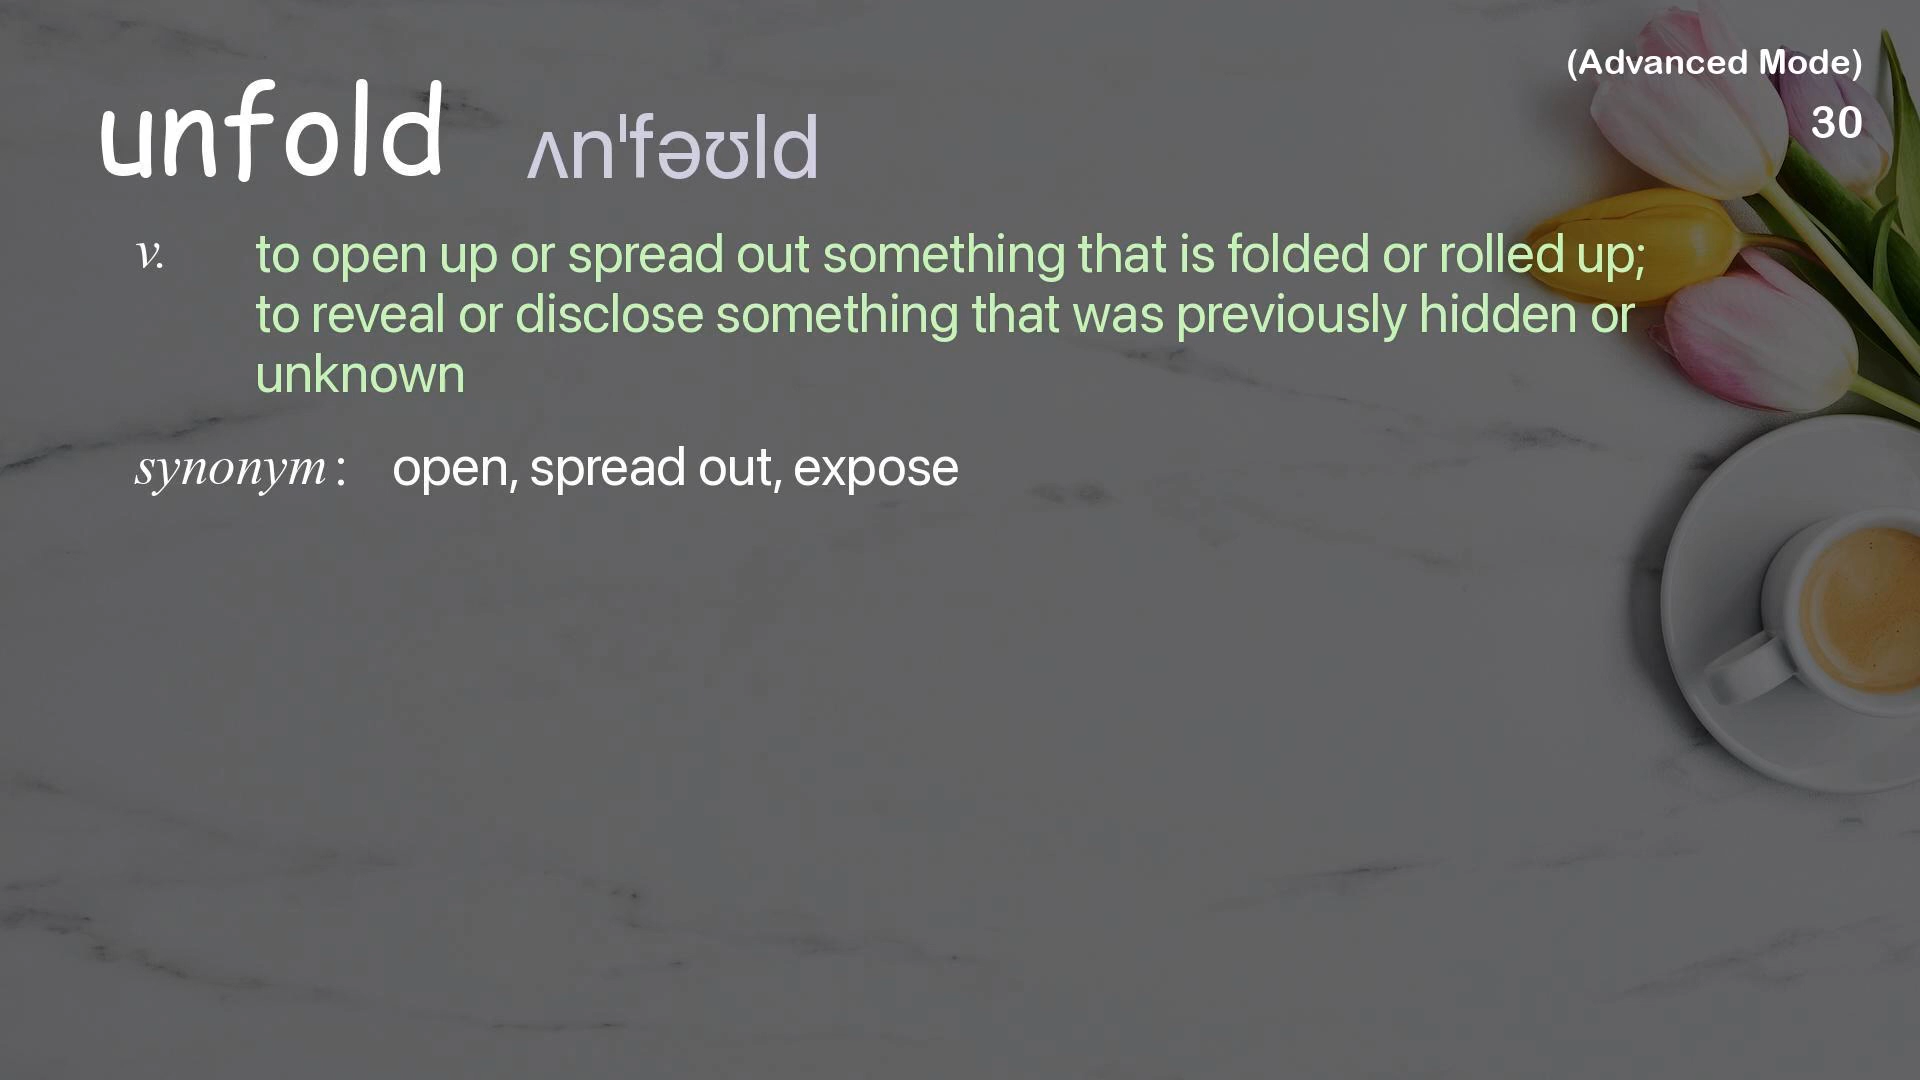 (Advanced Mode)
30
unfold ʌnˈfəʊld
v. to open up or spread out something that is folded or rolled up;
to reveal or disclose something that was previously hidden or
unknown
synonym : open, spread out, expose